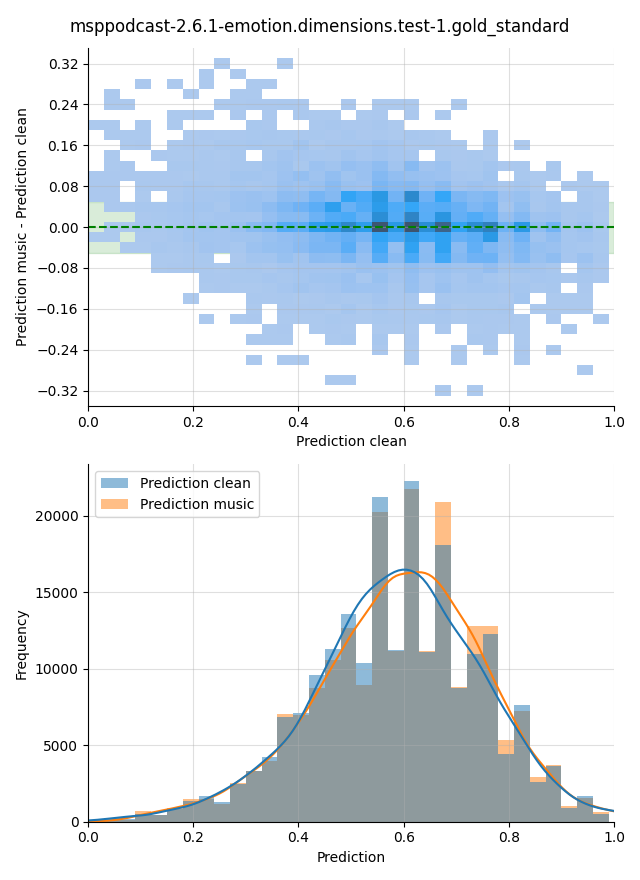 msppodcast-2.6.1-emotion.dimensions.test-1.gold_standard
Prediction music - Prediction clean
0.32
0.24
0.16
0.08
0.00
−0.08
−0.16
−0.24
−0.32
0.0 0.2 0.4 0.6 0.8 1.0
Prediction clean
Prediction clean
Prediction music
Frequency
20000
15000
10000
5000
0
0.0 0.2 0.4 0.6 0.8 1.0
Prediction